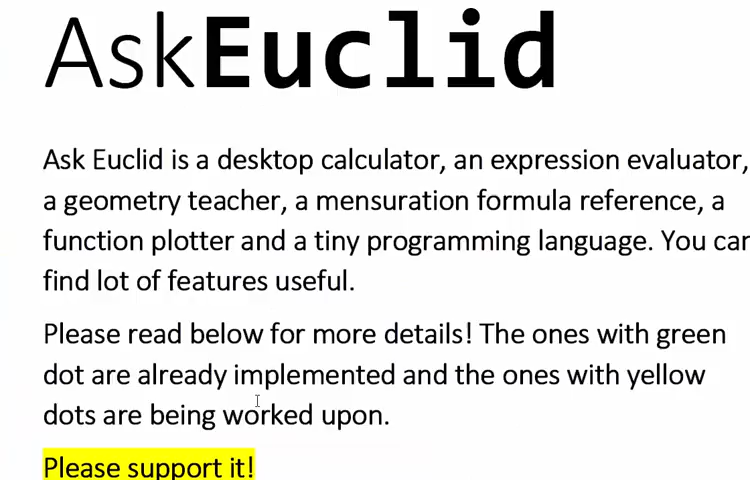 AskEuclid
Ask Euclid is a desktop calculator, an expression evaluator,
a geometry teacher, a mensuration formula reference, a
function plotter and a tiny programming language. You can
find lot of features useful.
Please read below for more details! The ones with green
dot are already implemented and the ones with yellow
dots are being worked upon.
Please support it!